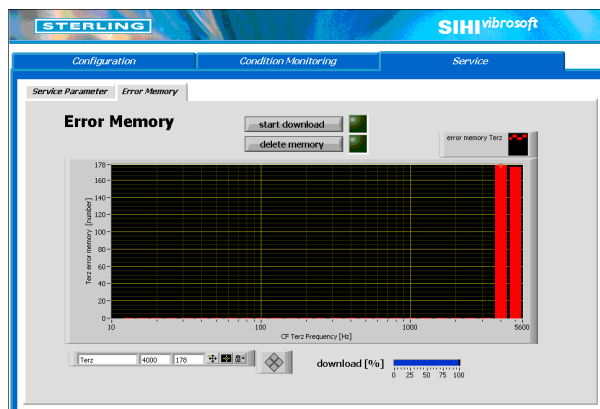 STERLING
SIHI vibrosoft
Configuration
Condition Monitoring
Service
Service Parameter
Error Memory
Error Memory
start download
delete memory
error memory Terz
178
160
140
120
100
80
60
40
20
0
Terz error memory [number]
10
100
1000
5600
CF Terz Frequency [Hz]
Terz
4000
178
download [%]
0
25
50
75
100